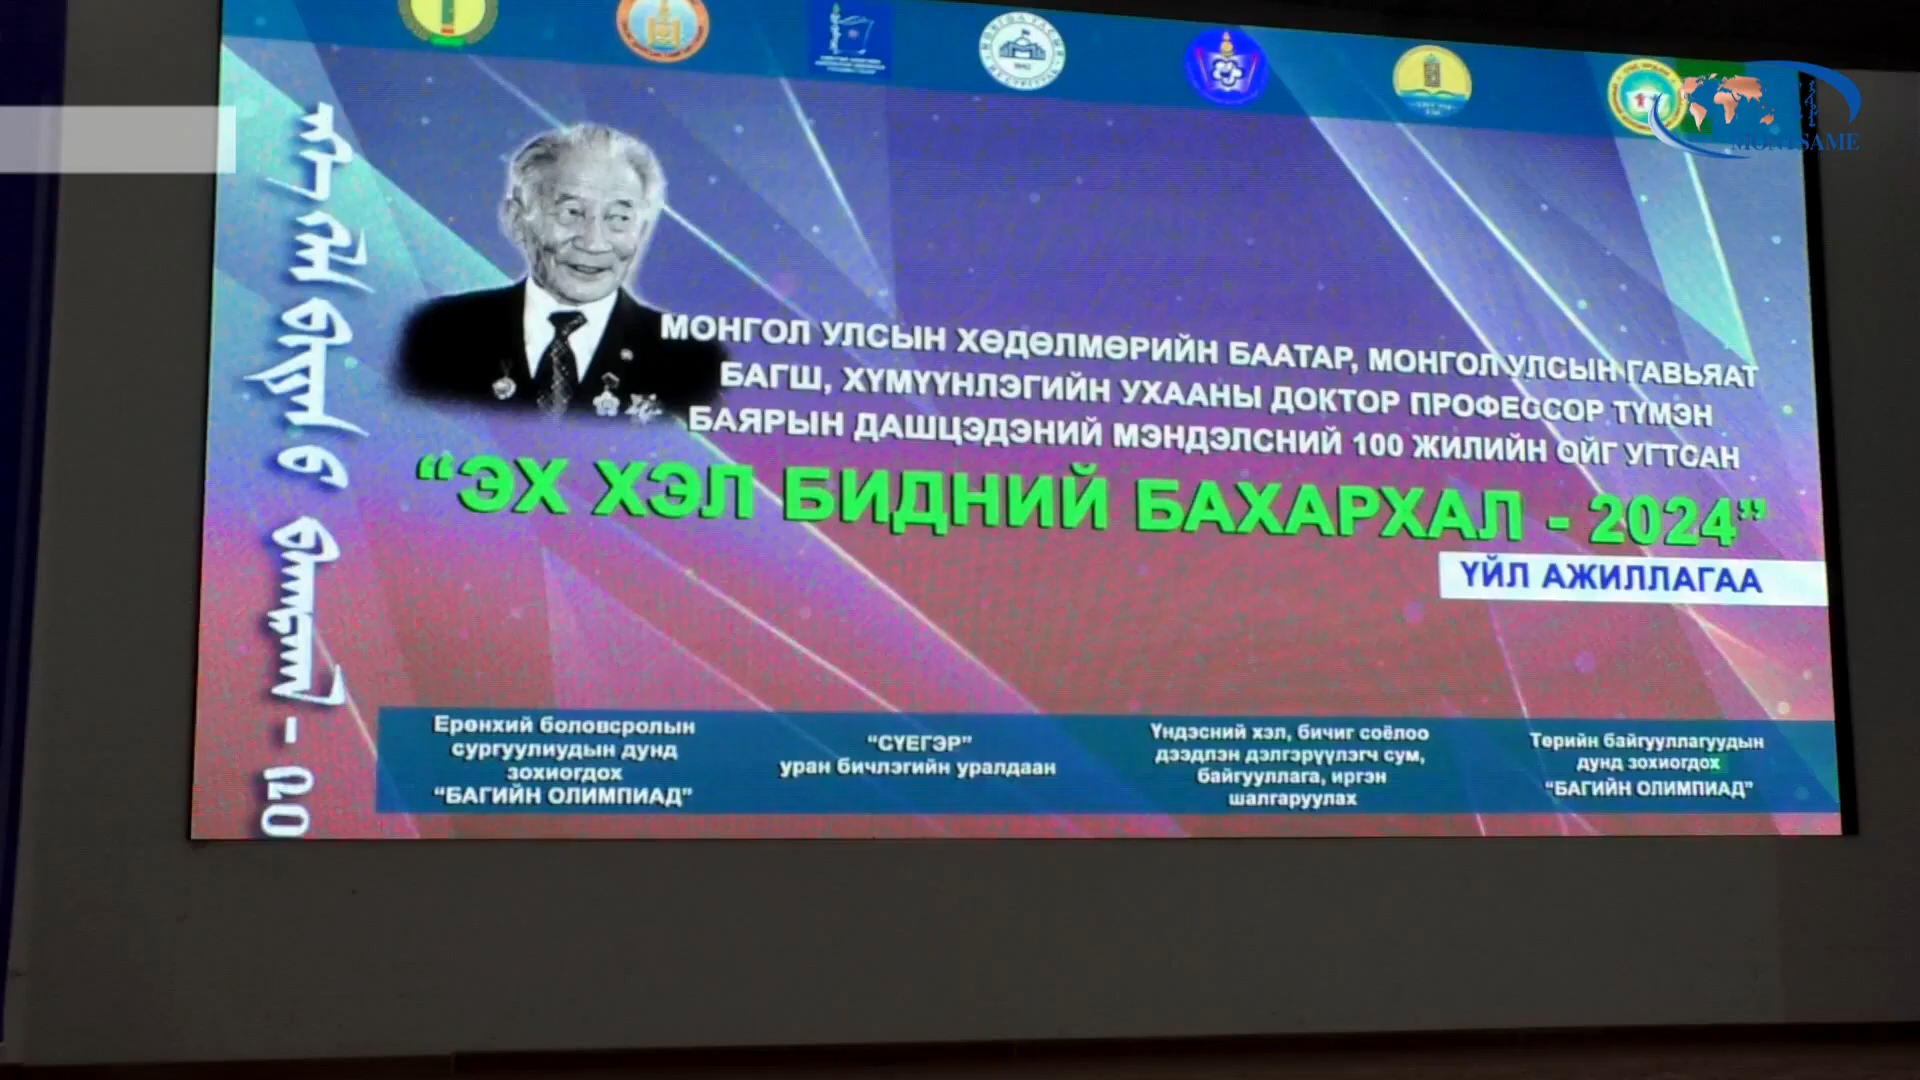 MONTSAME
МОНГОЛ УЛСЫН ХӨДӨЛМӨРИЙН БААТАР, МОНГОЛ УЛСЫН ГАВЬЯАТ
БАГШ, ХҮМҮҮНЛЭГИЙН УХААНЫ ДОКТОР ПРОФЕССОР ТҮМЭН
БАЯРЫН ДАШЦЭДЭНИЙ МЭНДЭЛСНИЙ 100 ЖИЛИЙН ОЙГ УГТСАН
“ЭХ ХЭЛ БИДНИЙ БАХАРХАЛ - 2024”
ҮЙЛ АЖИЛЛАГАА
Ерөнхий боловсролын
сургуулиудын дунд
зохиогдох
“БАГИЙН ОЛИМПИАД”
“СҮЕГЭР”
уран бичлэгийн уралдаан
Үндэсний хэл, бичиг соёлоо
дээдлэн дэлгэрүүлэгч сум,
байгууллага, иргэн
шалгаруулах
Төрийн байгууллагуудын
дунд зохиогдох
“БАГИЙН ОЛИМПИАД”